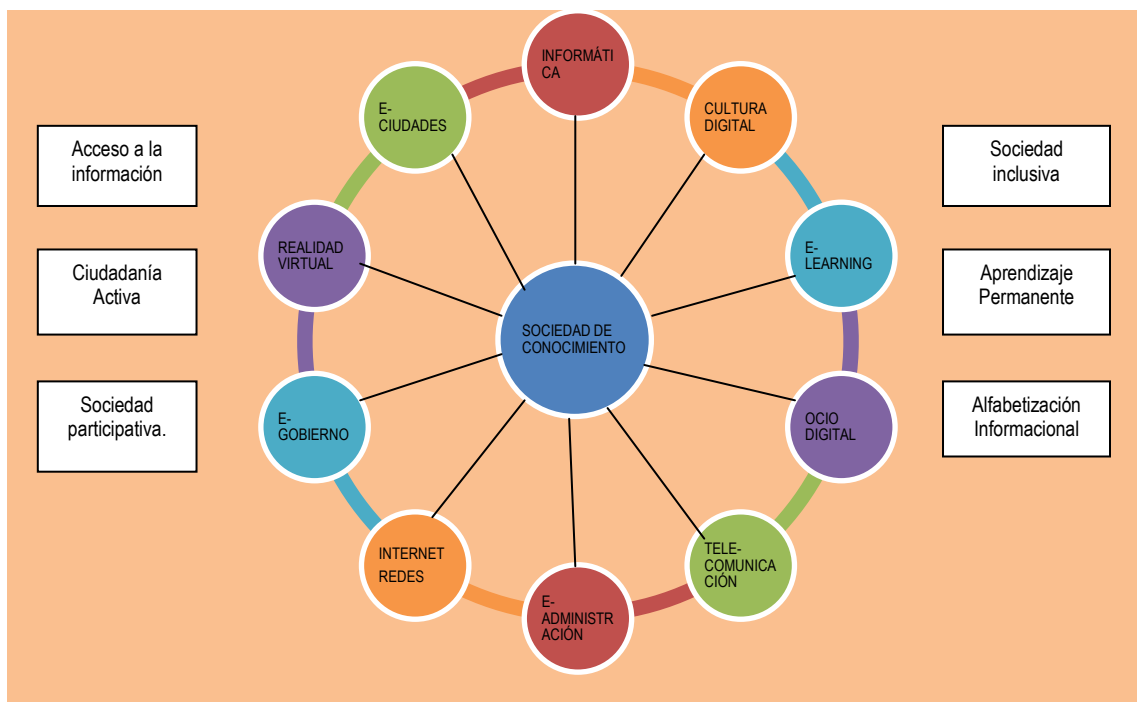 INFORMÁTI
CA
CULTURA
DIGITAL
E-
LEARNING
OCIO
DIGITAL
TELE-
COMUNICA
CIÓN
E-
ADMINISTR
ACIÓN
INTERNET
REDES
E-
GOBIERNO
REALIDAD
VIRTUAL
E-
CIUDADES
SOCIEDAD DE
CONOCIMIENTO
Acceso a la
información
Ciudadanía
Activa
Sociedad
participativa.
Sociedad
inclusiva
Aprendizaje
Permanente
Alfabetización
Informacional